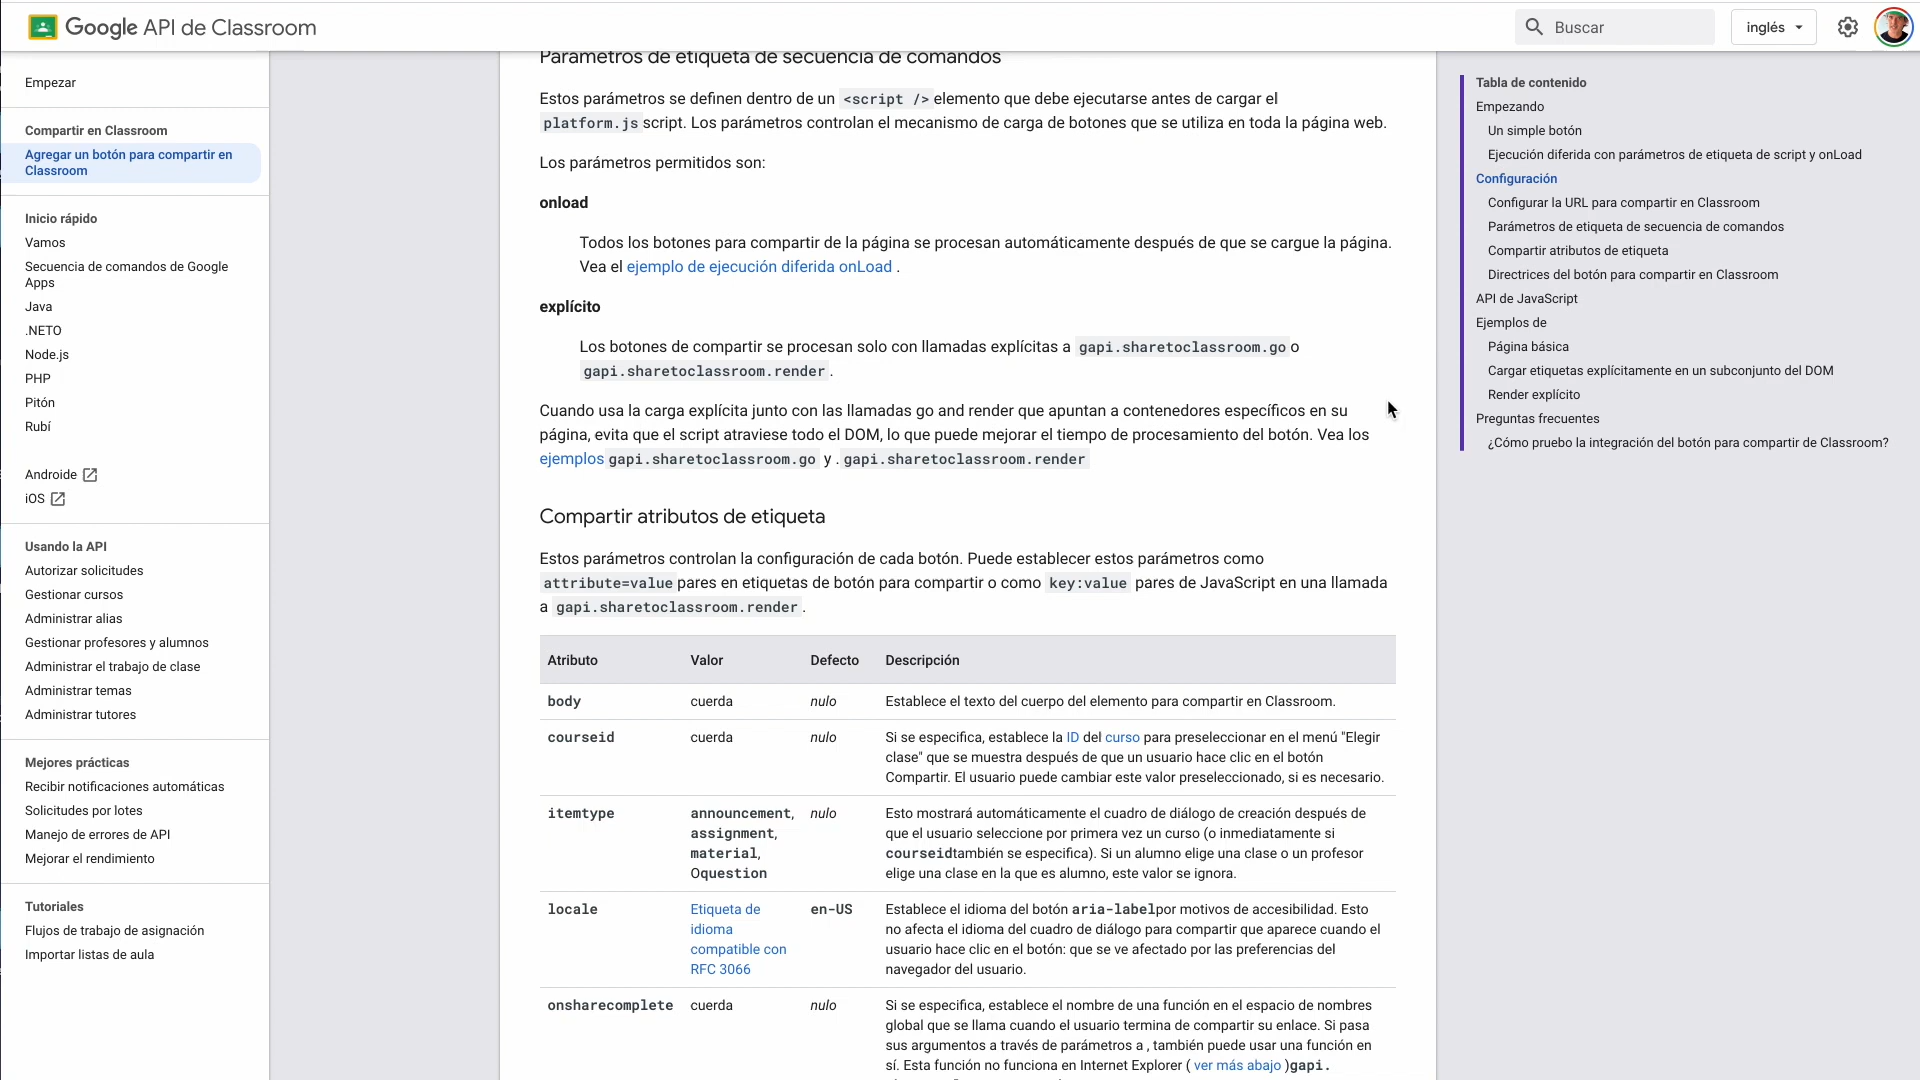 Google API de Classroom
Buscar
inglés
Empezar
Compartir en Classroom
Agregar un botón para compartir en
Classroom
Inicio rápido
Vamos
Secuencia de comandos de Google
Apps
Java
.NETO
Node.js
PHP
Pitón
Rubí
Androide
iOS
Usando la API
Autorizar solicitudes
Gestionar cursos
Administrar alias
Gestionar profesores y alumnos
Administrar el trabajo de clase
Administrar temas
Administrar tutores
Mejores prácticas
Recibir notificaciones automáticas
Solicitudes por lotes
Manejo de errores de API
Mejorar el rendimiento
Tutoriales
Flujos de trabajo de asignación
Importar listas de aula
Parámetros de etiqueta de secuencia de comandos
Estos parámetros se definen dentro de un <script /> elemento que debe ejecutarse antes de cargar el
platform.js script. Los parámetros controlan el mecanismo de carga de botones que se utiliza en toda la página web.
Los parámetros permitidos son:
onload
Todos los botones para compartir de la página se procesan automáticamente después de que se cargue la página.
Vea el ejemplo de ejecución diferida onLoad .
explícito
Los botones de compartir se procesan solo con llamadas explícitas a gapi.sharetoclassroom.go o
gapi.sharetoclassroom.render .
Cuando usa la carga explícita junto con las llamadas go and render que apuntan a contenedores específicos en su
página, evita que el script atraviese todo el DOM, lo que puede mejorar el tiempo de procesamiento del botón. Vea los
ejemplos gapi.sharetoclassroom.go y . gapi.sharetoclassroom.render
Compartir atributos de etiqueta
Estos parámetros controlan la configuración de cada botón. Puede establecer estos parámetros como
attribute=value pares en etiquetas de botón para compartir o como key:value pares de JavaScript en una llamada
a gapi.sharetoclassroom.render .
Atributo Valor Defecto Descripción
body cuerda nulo Establece el texto del cuerpo del elemento para compartir en Classroom.
courseid cuerda nulo Si se especifica, establece la ID del curso para preseleccionar en el menú "Elegir
clase" que se muestra después de que un usuario hace clic en el botón
Compartir. El usuario puede cambiar este valor preseleccionado, si es necesario.
itemtype announcement, nulo Esto mostrará automáticamente el cuadro de diálogo de creación después de
assignment, que el usuario seleccione por primera vez un curso (o inmediatamente si
material, courseidtambién se especifica). Si un alumno elige una clase o un profesor
Oquestion elige una clase en la que es alumno, este valor se ignora.
locale Etiqueta de en-US Establece el idioma del botón aria-labelpor motivos de accesibilidad. Esto
idioma no afecta el idioma del cuadro de diálogo para compartir que aparece cuando el
compatible con usuario hace clic en el botón: que se ve afectado por las preferencias del
RFC 3066 navegador del usuario.
onsharecomplete cuerda nulo Si se especifica, establece el nombre de una función en el espacio de nombres
global que se llama cuando el usuario termina de compartir su enlace. Si pasa
sus argumentos a través de parámetros a , también puede usar una función en
sí. Esta función no funciona en Internet Explorer ( ver más abajo )gapi.
Tabla de contenido
Empezando
Un simple botón
Ejecución diferida con parámetros de etiqueta de script y onLoad
Configuración
Configurar la URL para compartir en Classroom
Parámetros de etiqueta de secuencia de comandos
Compartir atributos de etiqueta
Directrices del botón para compartir en Classroom
API de JavaScript
Ejemplos de
Página básica
Cargar etiquetas explícitamente en un subconjunto del DOM
Render explícito
Preguntas frecuentes
¿Cómo pruebo la integración del botón para compartir de Classroom?